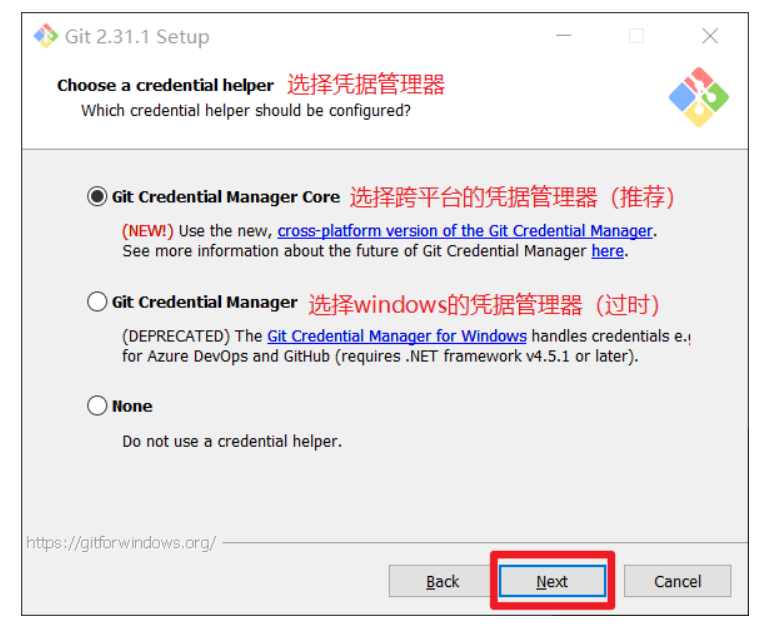 Git 2.31.1 Setup
Choose a credential helper 选择凭据管理器
Which credential helper should be configured?
Git Credential Manager Core 选择跨平台的凭据管理器（推荐）
(NEW!) Use the new, cross-platform version of the Git Credential Manager.
See more information about the future of Git Credential Manager here.
Git Credential Manager 选择windows的凭据管理器（过时）
(DEPRECATED) The Git Credential Manager for Windows handles credentials e.g
for Azure DevOps and GitHub (requires .NET framework v4.5.1 or later).
None
Do not use a credential helper.
https://gitforwindows.org/
Back Next Cancel